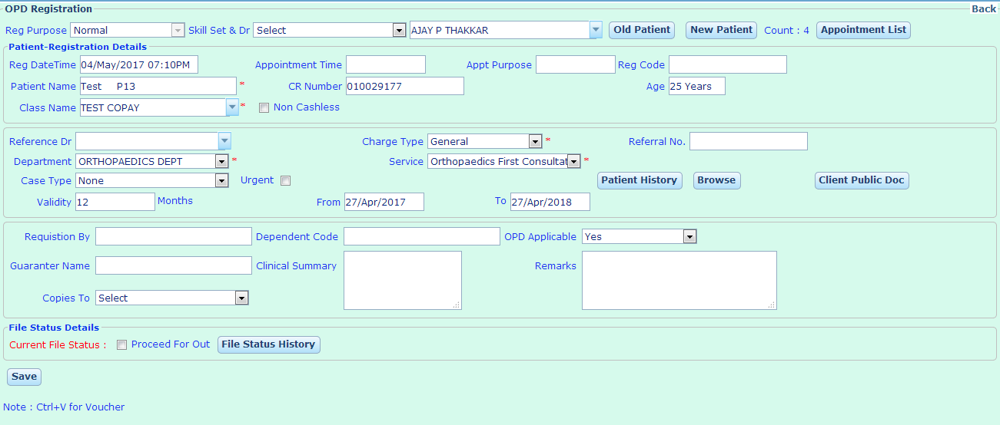 OPD Registration Back
Reg Purpose Normal Skill Set & Dr Select AJAY P THAKKAR Old Patient New Patient Count : 4 Appointment List
Patient-Registration Details
Reg DateTime 04/May/2017 07:10PM Appointment Time Appt Purpose Reg Code
Patient Name Test P13 * CR Number 010029177 Age 25 Years
Class Name TEST COPAY * Non Cashless
Reference Dr Charge Type General * Referral No.
Department ORTHOPAEDICS DEPT * Service Orthopaedics First Consultat *
Case Type None Urgent Patient History Browse Client Public Doc
Validity 12 Months From 27/Apr/2017 To 27/Apr/2018
Requistion By Dependent Code OPD Applicable Yes
Guaranter Name Clinical Summary Remarks
Copies To Select
File Status Details
Current File Status : Proceed For Out File Status History
Save
Note : Ctrl+V for Voucher